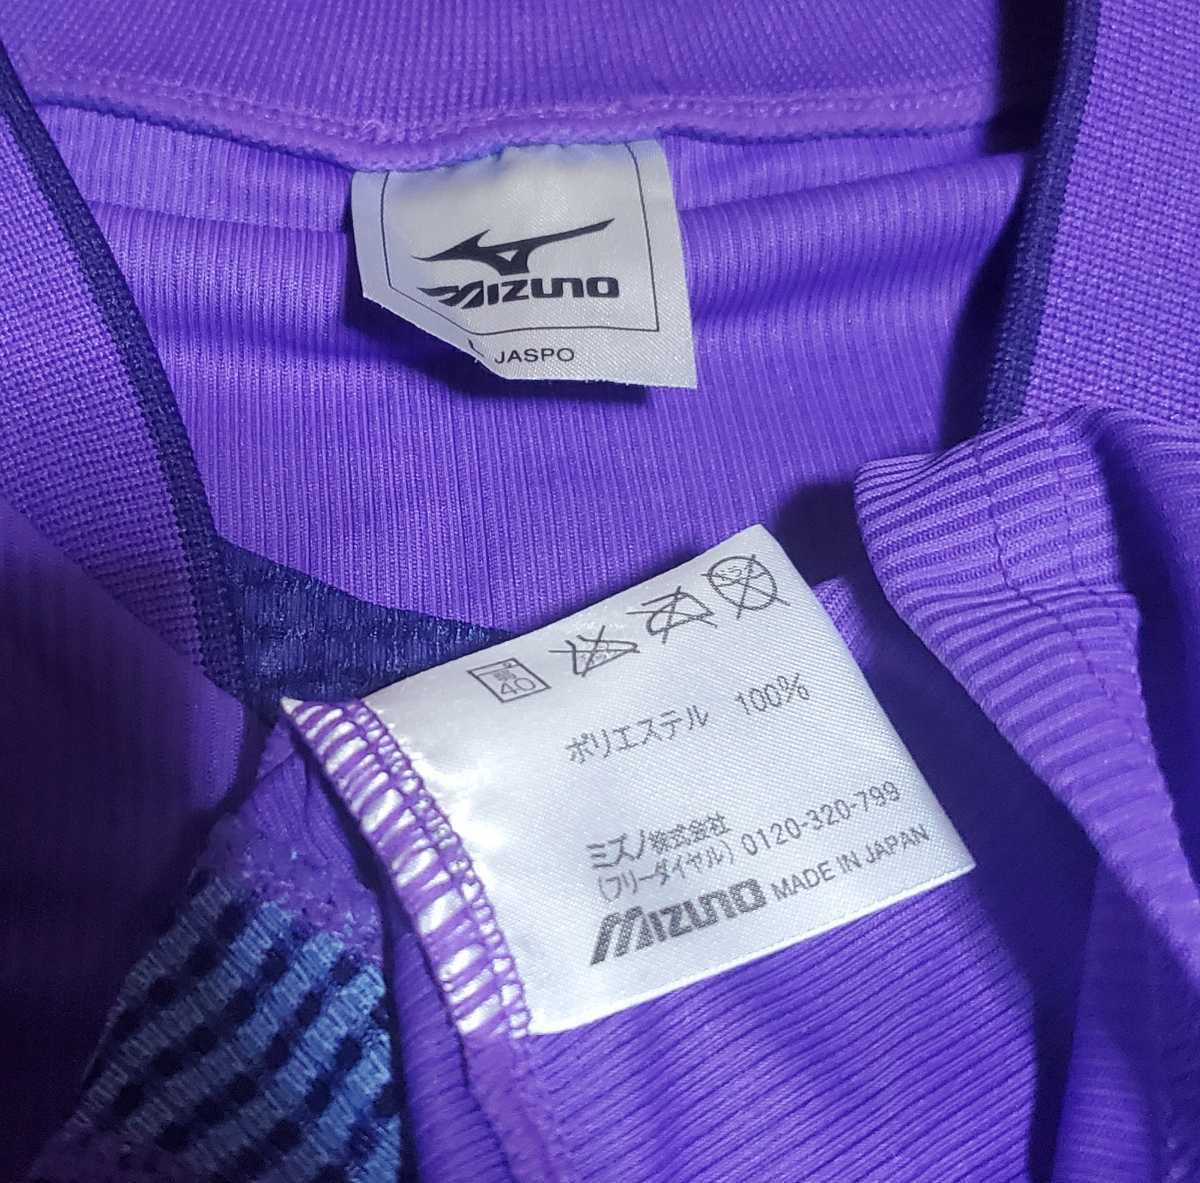 MIZUNO
JASPO
弱
40
ポリエステル 100%
ミズノ株式会社
(フリーダイヤル) 0120-320-799
MIZUNO MADE IN JAPAN